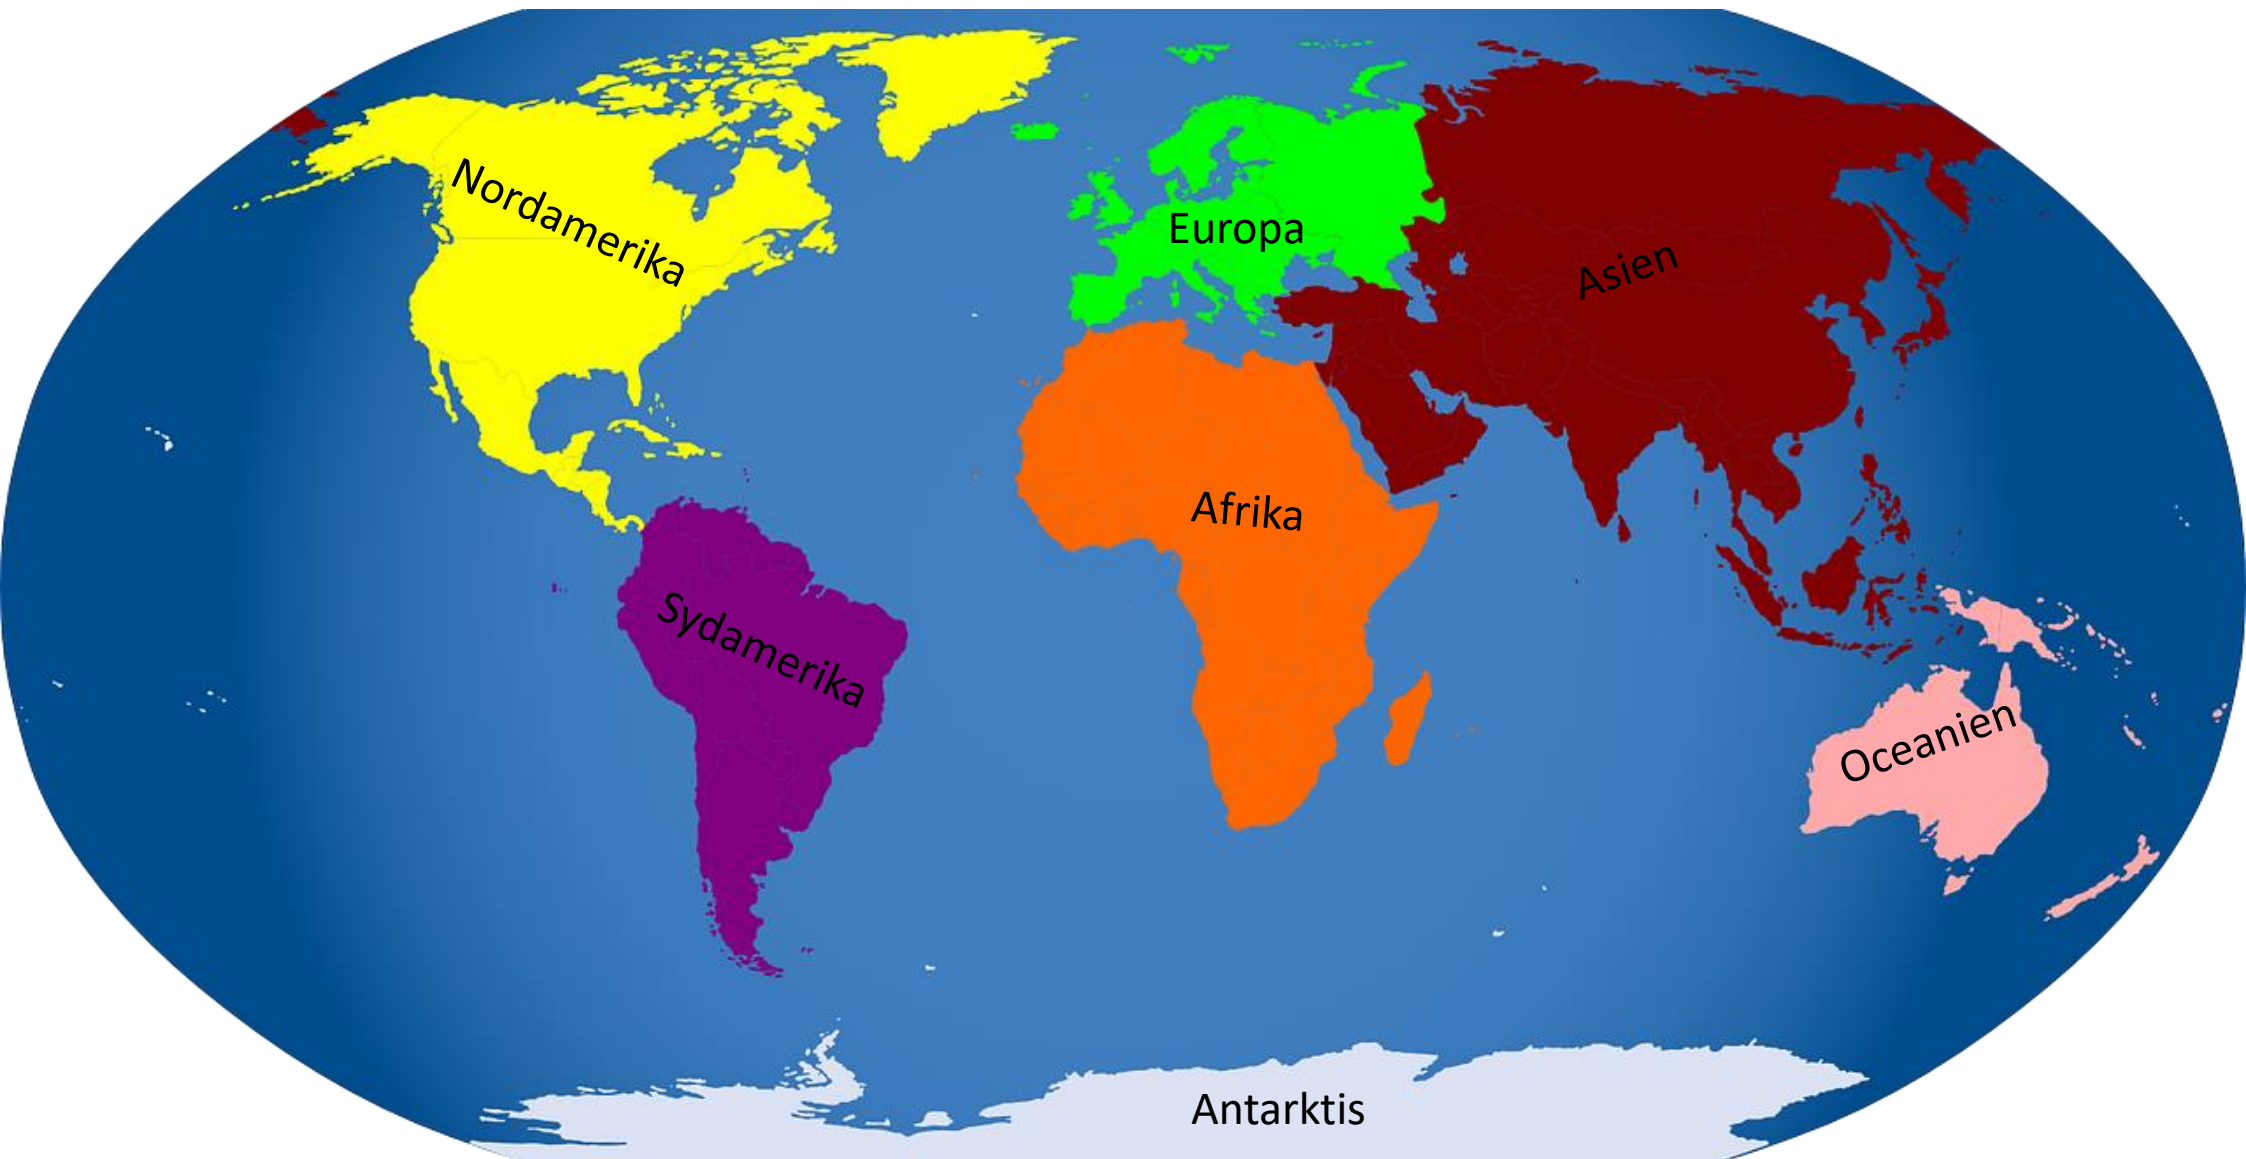 Nordamerika
Europa
Asien
Afrika
Sydamerika
Oceanien
Antarktis